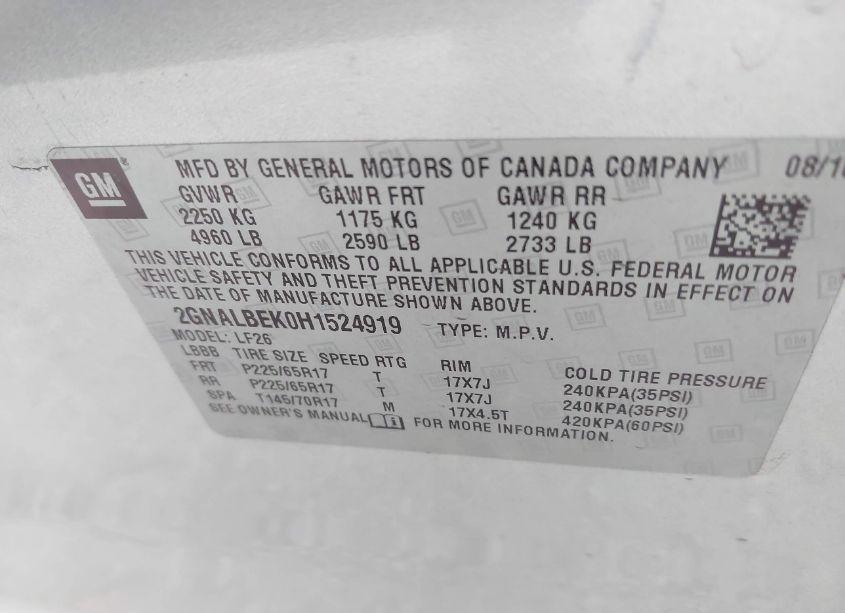 GM
MFD BY GENERAL MOTORS OF CANADA COMPANY 08/16
GVWR GAWR FRT GAWR RR
2250 KG 1175 KG 1240 KG
4960 LB 2590 LB 2733 LB
THIS VEHICLE CONFORMS TO ALL APPLICABLE U.S. FEDERAL MOTOR
VEHICLE SAFETY AND THEFT PREVENTION STANDARDS IN EFFECT ON
THE DATE OF MANUFACTURE SHOWN ABOVE.
2GNALBEK0H1524919 TYPE: M.P.V.
MODEL: LF26
LBBB TIRE SIZE SPEED RTG RIM COLD TIRE PRESSURE
FRT P225/65R17 T 17X7J 240KPA(35PSI)
RR P225/65R17 T 17X7J 240KPA(35PSI)
SPA T145/70R17 M 17X4.5T 420KPA(60PSI)
SEE OWNER'S MANUAL FOR MORE INFORMATION.